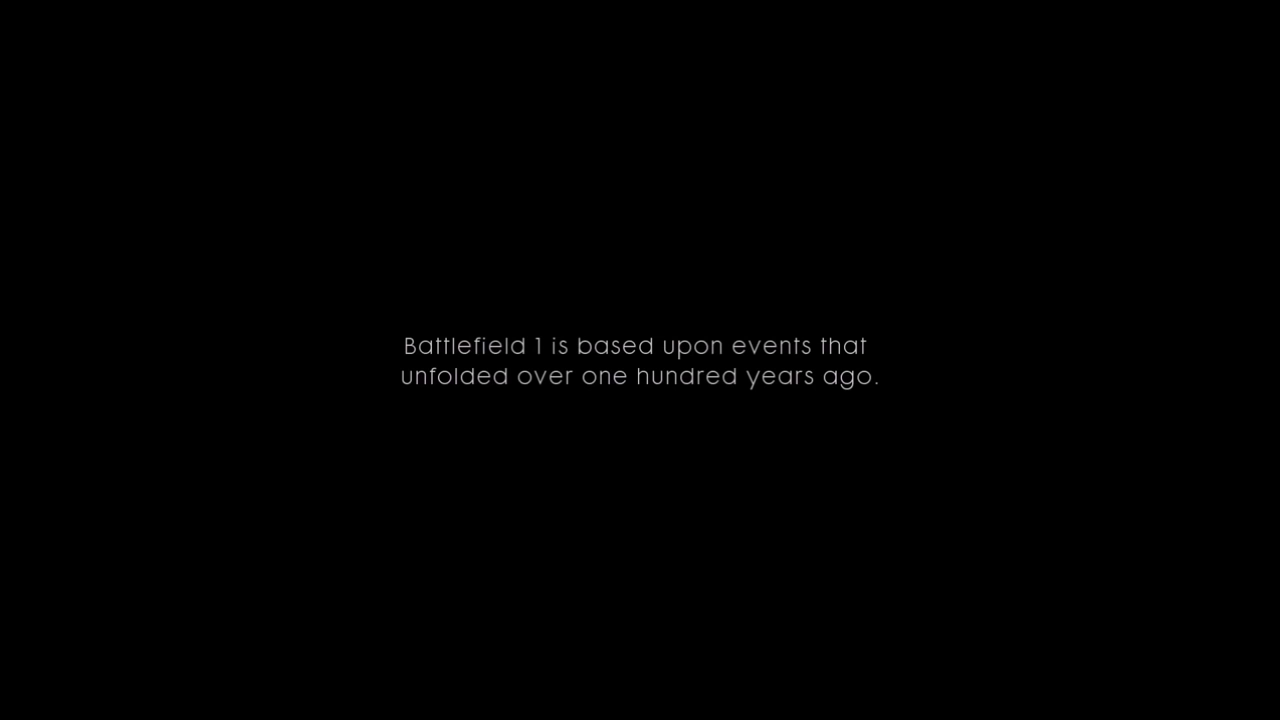 Battlefield 1 is based upon events that
unfolded over one hundred years ago.